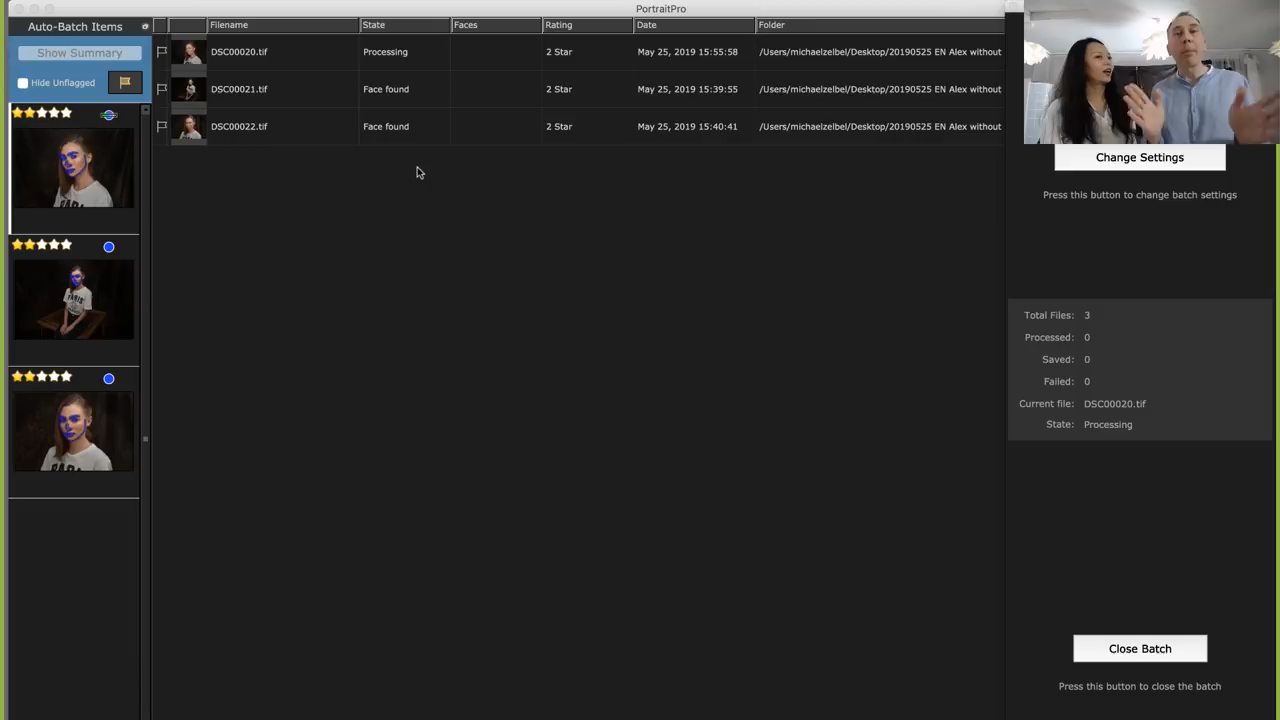 PortraitPro
Auto-Batch Items
Show Summary
Hide Unflagged
Filename State Faces Rating Date Folder
DSC00020.tif Processing 2 Star May 25, 2019 15:55:58 /Users/michaelzelbel/Desktop/20190525 EN Alex without
DSC00021.tif Face found 2 Star May 25, 2019 15:39:55 /Users/michaelzelbel/Desktop/20190525 EN Alex without
DSC00022.tif Face found 2 Star May 25, 2019 15:40:41 /Users/michaelzelbel/Desktop/20190525 EN Alex without
PARIS
Change Settings
Press this button to change batch settings
Total Files: 3
Processed: 0
Saved: 0
Failed: 0
Current file: DSC00020.tif
State: Processing
Close Batch
Press this button to close the batch